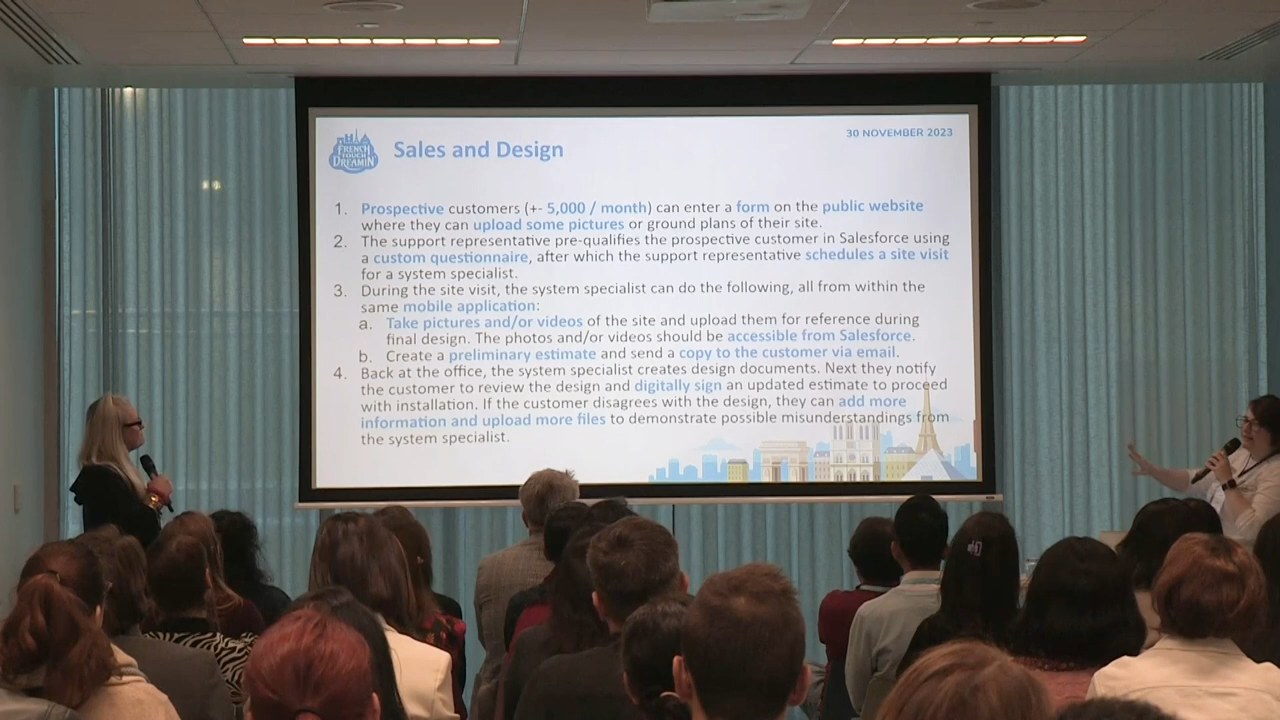 FRENCH
TOUCH
DREAMIN
Sales and Design
30 NOVEMBER 2023
1. Prospective customers (+- 5,000 / month) can enter a form on the public website
where they can upload some pictures or ground plans of their site.
2. The support representative pre-qualifies the prospective customer in Salesforce using
a custom questionnaire, after which the support representative schedules a site visit
for a system specialist.
3. During the site visit, the system specialist can do the following, all from within the
same mobile application:
a. Take pictures and/or videos of the site and upload them for reference during
final design. The photos and/or videos should be accessible from Salesforce.
b. Create a preliminary estimate and send a copy to the customer via email.
4. Back at the office, the system specialist creates design documents. Next they notify
the customer to review the design and digitally sign an updated estimate to proceed
with installation. If the customer disagrees with the design, they can add more
information and upload more files to demonstrate possible misunderstandings from
the system specialist.